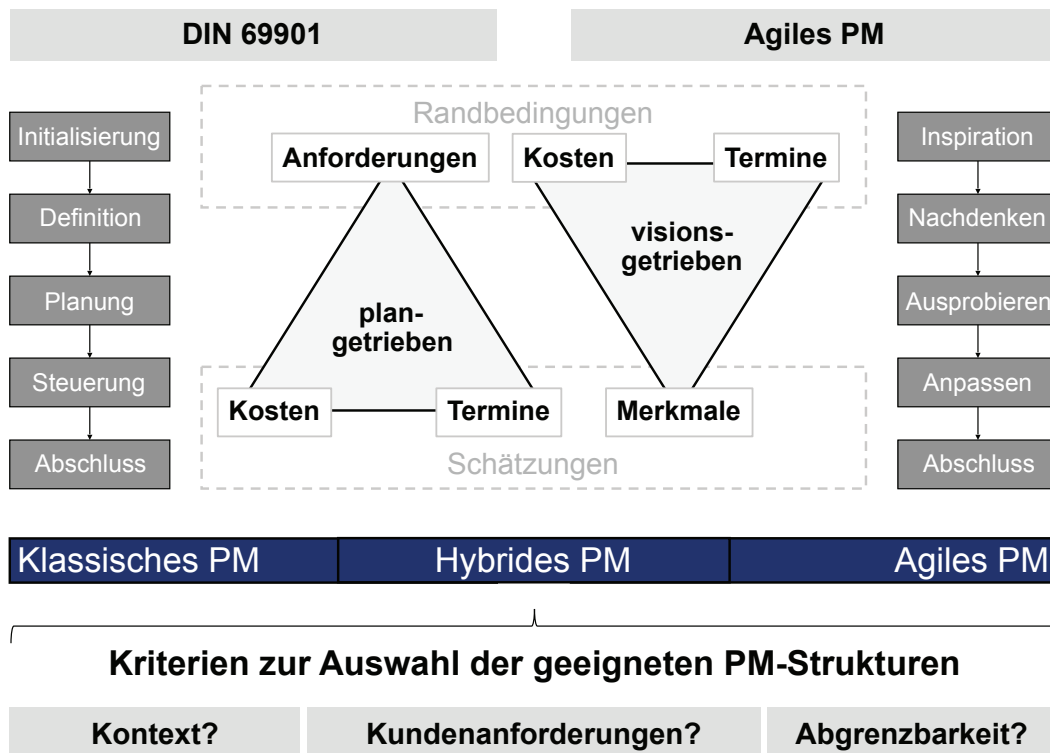 DIN 69901
Agiles PM
Initialisierung
Definition
Planung
Steuerung
Abschluss
Randbedingungen
Anforderungen
Kosten
Termine
plan-
getrieben
visions-
getrieben
Kosten
Termine
Merkmale
Schätzungen
Inspiration
Nachdenken
Ausprobieren
Anpassen
Abschluss
Klassisches PM
Hybrides PM
Agiles PM
Kriterien zur Auswahl der geeigneten PM-Strukturen
Kontext?
Kundenanforderungen?
Abgrenzbarkeit?